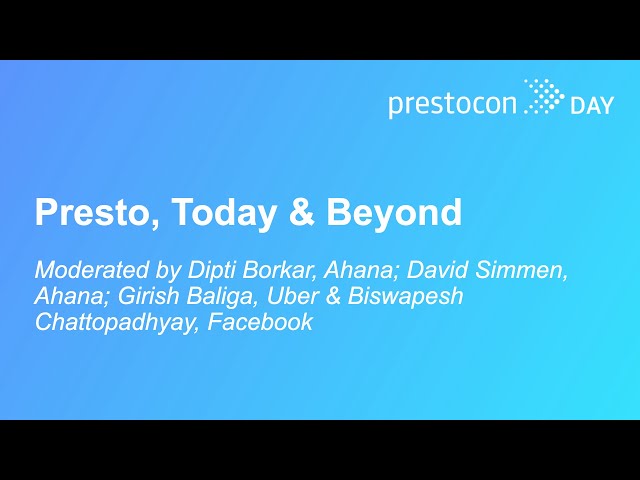 prestocon DAY
Presto, Today & Beyond
Moderated by Dipti Borkar, Ahana; David Simmen,
Ahana; Girish Baliga, Uber & Biswapesh
Chattopadhyay, Facebook